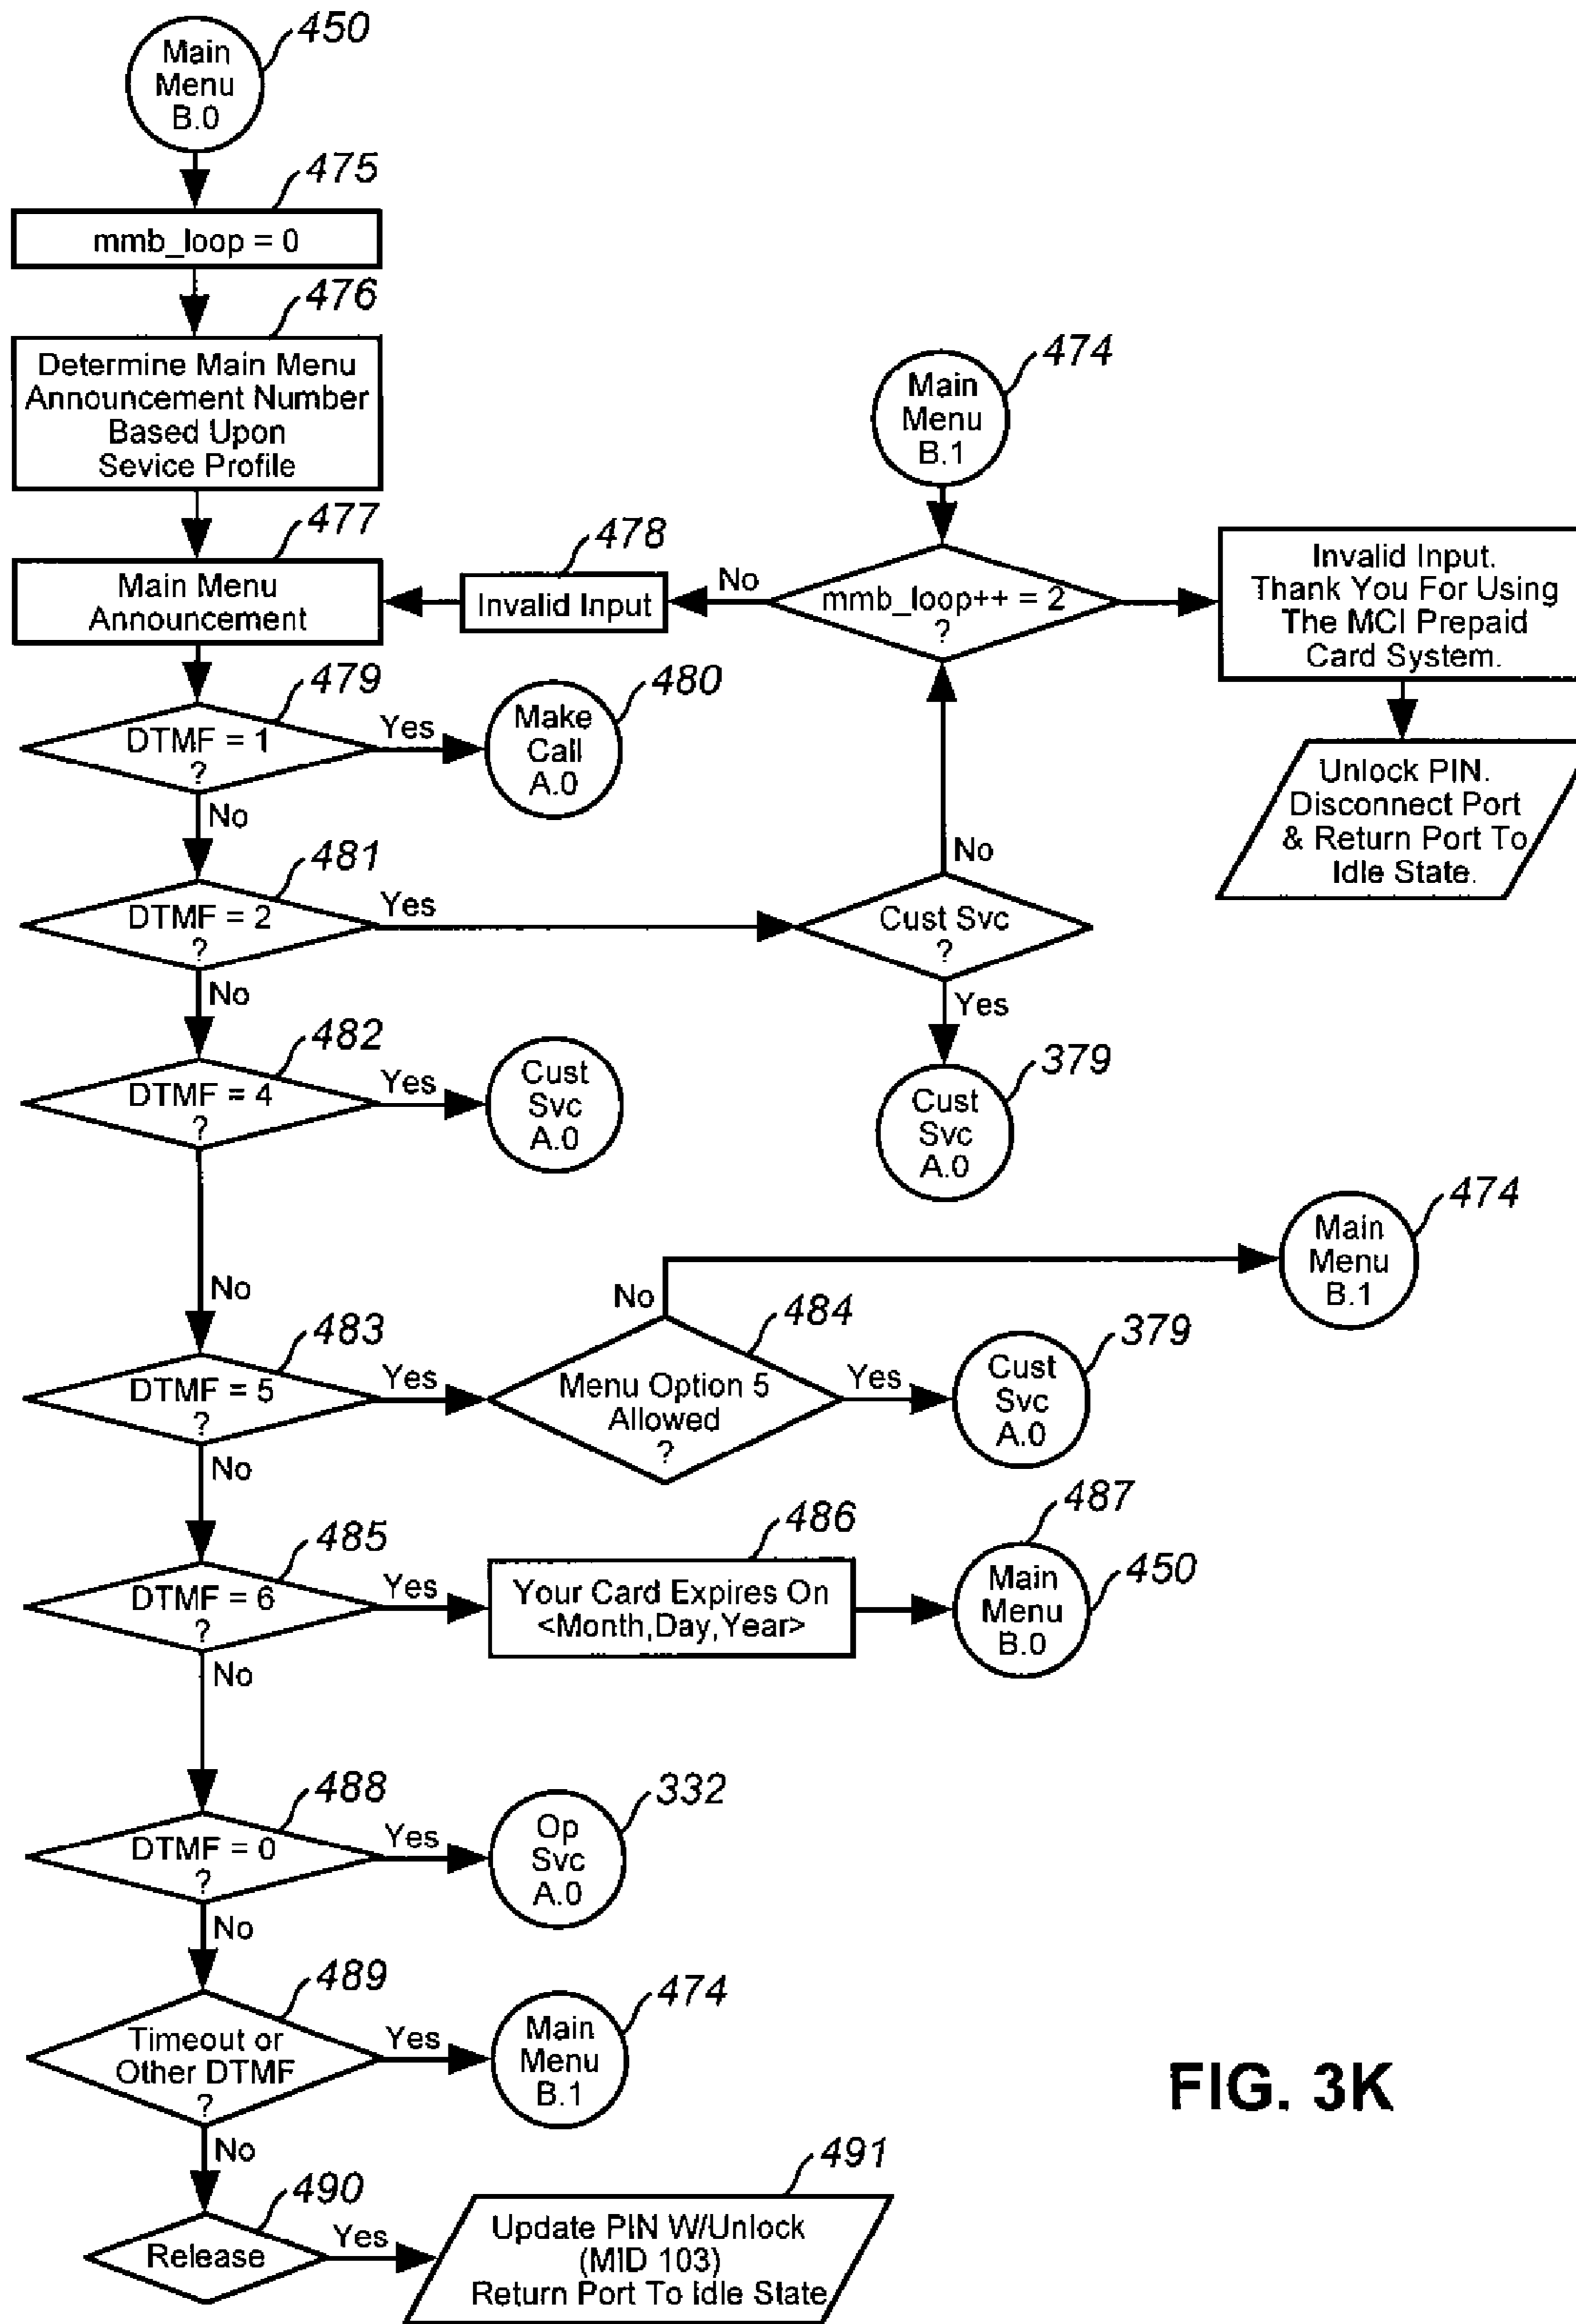 450
Main
Menu
B.0
475
mmb_loop = 0
476
Determine Main Menu
Announcement Number
Based Upon
Sevice Profile
474
Main
Menu
B.1
477
Main Menu
Announcement
478
Invalid Input
No
mmb_loop++ = 2
?
Invalid Input.
Thank You For Using
The MCI Prepaid
Card System.
Unlock PIN.
Disconnect Port
& Return Port To
Idle State.
479
DTMF = 1
?
Yes
480
Make
Call
A.0
No
481
DTMF = 2
?
Yes
No
Cust Svc
?
Yes
379
Cust
Svc
A.0
No
482
DTMF = 4
?
Yes
Cust
Svc
A.0
No
483
DTMF = 5
?
Yes
484
Menu Option 5
Allowed
?
No
474
Main
Menu
B.1
Yes
379
Cust
Svc
A.0
No
485
DTMF = 6
?
Yes
486
Your Card Expires On
<Month,Day,Year>
487
450
Main
Menu
B.0
No
488
DTMF = 0
?
Yes
332
Op
Svc
A.0
No
489
Timeout or
Other DTMF
?
Yes
474
Main
Menu
B.1
No
490
Release
Yes
491
Update PIN W/Unlock
(MID 103)
Return Port To Idle State
FIG. 3K